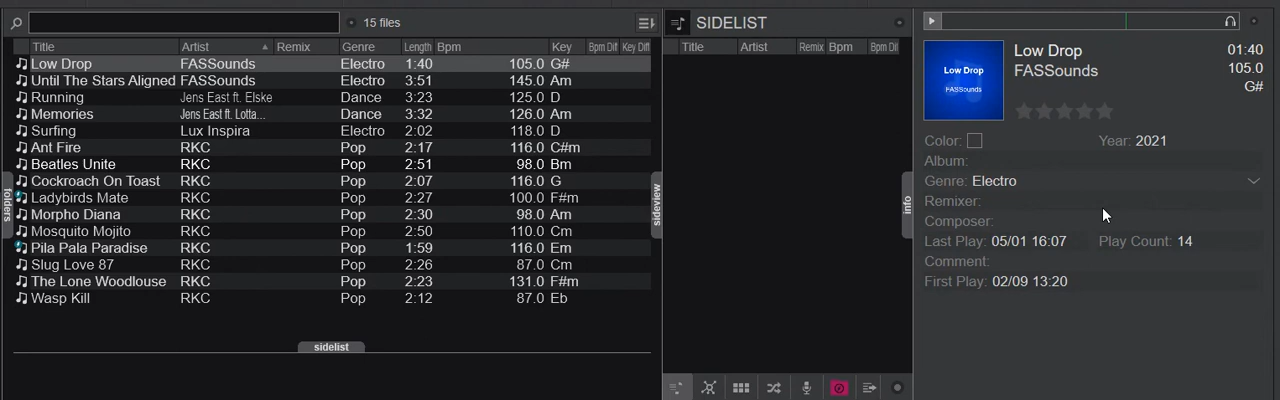 15 files
Title Artist Remix Genre Length Bpm Key Bpm Dif Key Diff
Low Drop FASSounds Electro 1:40 105.0 G#
Until The Stars Aligned FASSounds Electro 3:51 145.0 Am
Running Jens East ft. Elske Dance 3:23 125.0 D
Memories Jens East ft. Lotta... Dance 3:32 126.0 Am
Surfing Lux Inspira Electro 2:02 118.0 D
Ant Fire RKC Pop 2:17 116.0 C#m
Beatles Unite RKC Pop 2:51 98.0 Bm
Cockroach On Toast RKC Pop 2:07 116.0 G
Ladybirds Mate RKC Pop 2:27 100.0 F#m
Morpho Diana RKC Pop 2:30 98.0 Am
Mosquito Mojito RKC Pop 2:50 110.0 Cm
Pila Pala Paradise RKC Pop 1:59 116.0 Em
Slug Love 87 RKC Pop 2:26 87.0 Cm
The Lone Woodlouse RKC Pop 2:23 131.0 F#m
Wasp Kill RKC Pop 2:12 87.0 Eb
folders
sidelist
sideview
SIDELIST
Title Artist Remix Bpm Bpm Dif
info
Low Drop
FASSounds
Low Drop 01:40
FASSounds 105.0
G#
Color: Year: 2021
Album:
Genre: Electro
Remixer:
Composer:
Last Play: 05/01 16:07 Play Count: 14
Comment:
First Play: 02/09 13:20